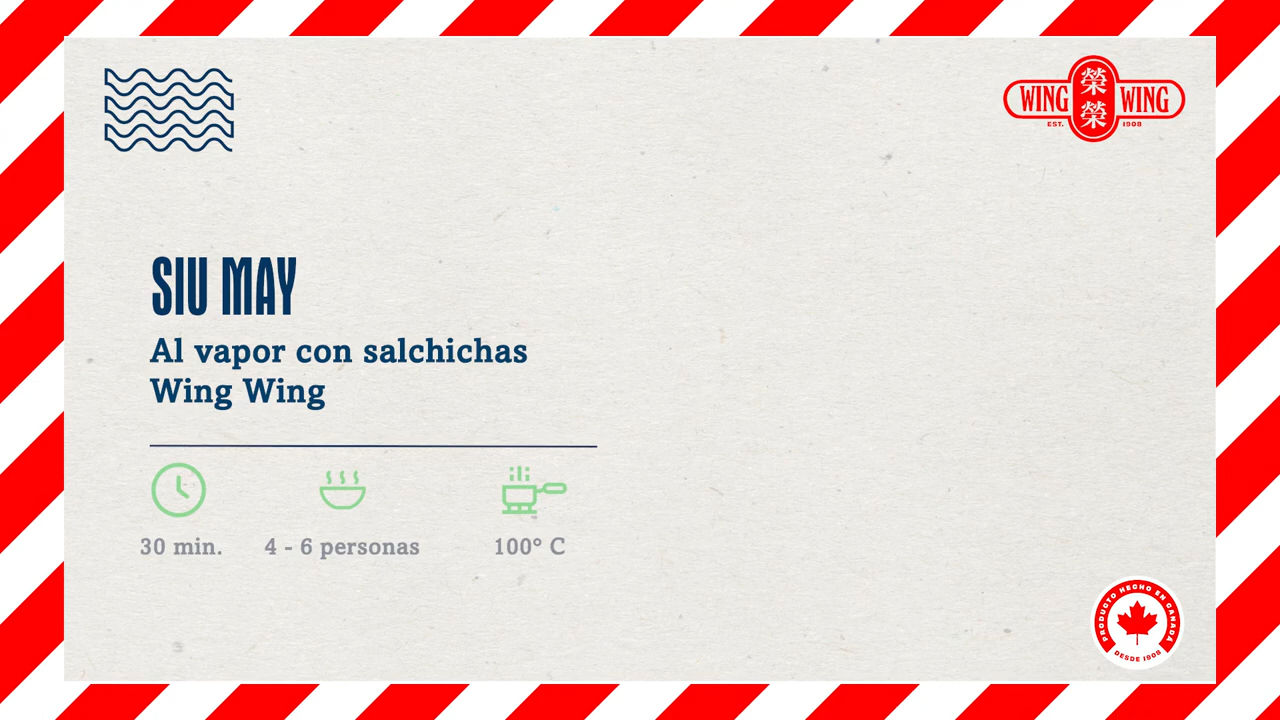 WING 榮榮 WING
EST. 1908
SIU MAY
Al vapor con salchichas
Wing Wing
30 min. 4 - 6 personas 100° C
PRODUCTO HECHO EN CANADA
DESDE 1908